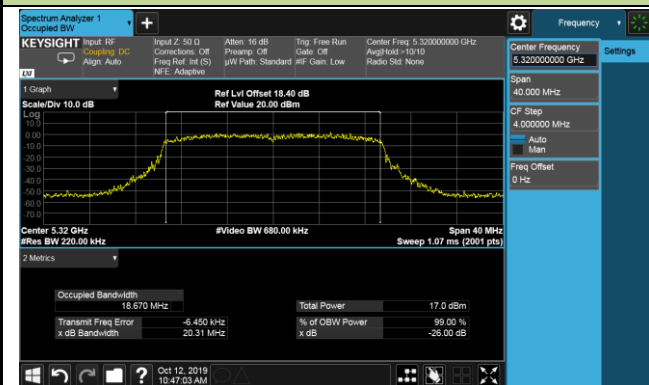 Spectrum Analyzer 1
Occupied BW
Frequency
KEYSIGHT
Input: RF
Coupling: DC
Align: Auto
Input Z: 50 Ω
Corrections: Off
Freq Ref: Int (S)
NFE: Adaptive
Atten: 16 dB
Preamp: Off
µW Path: Standard
Trig: Free Run
Gate: Off
#IF Gain: Low
Center Freq: 5.320000000 GHz
Avg|Hold:>10/10
Radio Std: None
Center Frequency
5.320000000 GHz
Settings
Span
40.000 MHz
CF Step
4.000000 MHz
Auto
Man
Freq Offset
0 Hz
1 Graph
Scale/Div 10.0 dB
Ref Lvl Offset 18.40 dB
Ref Value 20.00 dBm
Log
10.0
0.00
-10.0
-20.0
-30.0
-40.0
-50.0
-60.0
-70.0
Center 5.32 GHz
#Video BW 680.00 kHz
Span 40 MHz
#Res BW 220.00 kHz
Sweep 1.07 ms (2001 pts)
2 Metrics
Occupied Bandwidth
18.670 MHz
Total Power 17.0 dBm
Transmit Freq Error -6.450 kHz
% of OBW Power 99.00 %
x dB Bandwidth 20.31 MHz
x dB -26.00 dB
Oct 12, 2019
10:47:03 AM